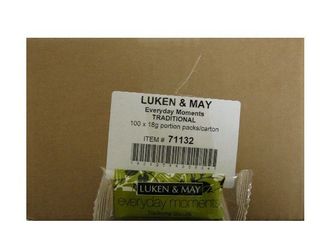 LUKEN & MAY
Everyday Moments
TRADITIONAL
100 x 18g portion packs/carton
ITEM # 71132
LUKEN & MAY
everyday moments